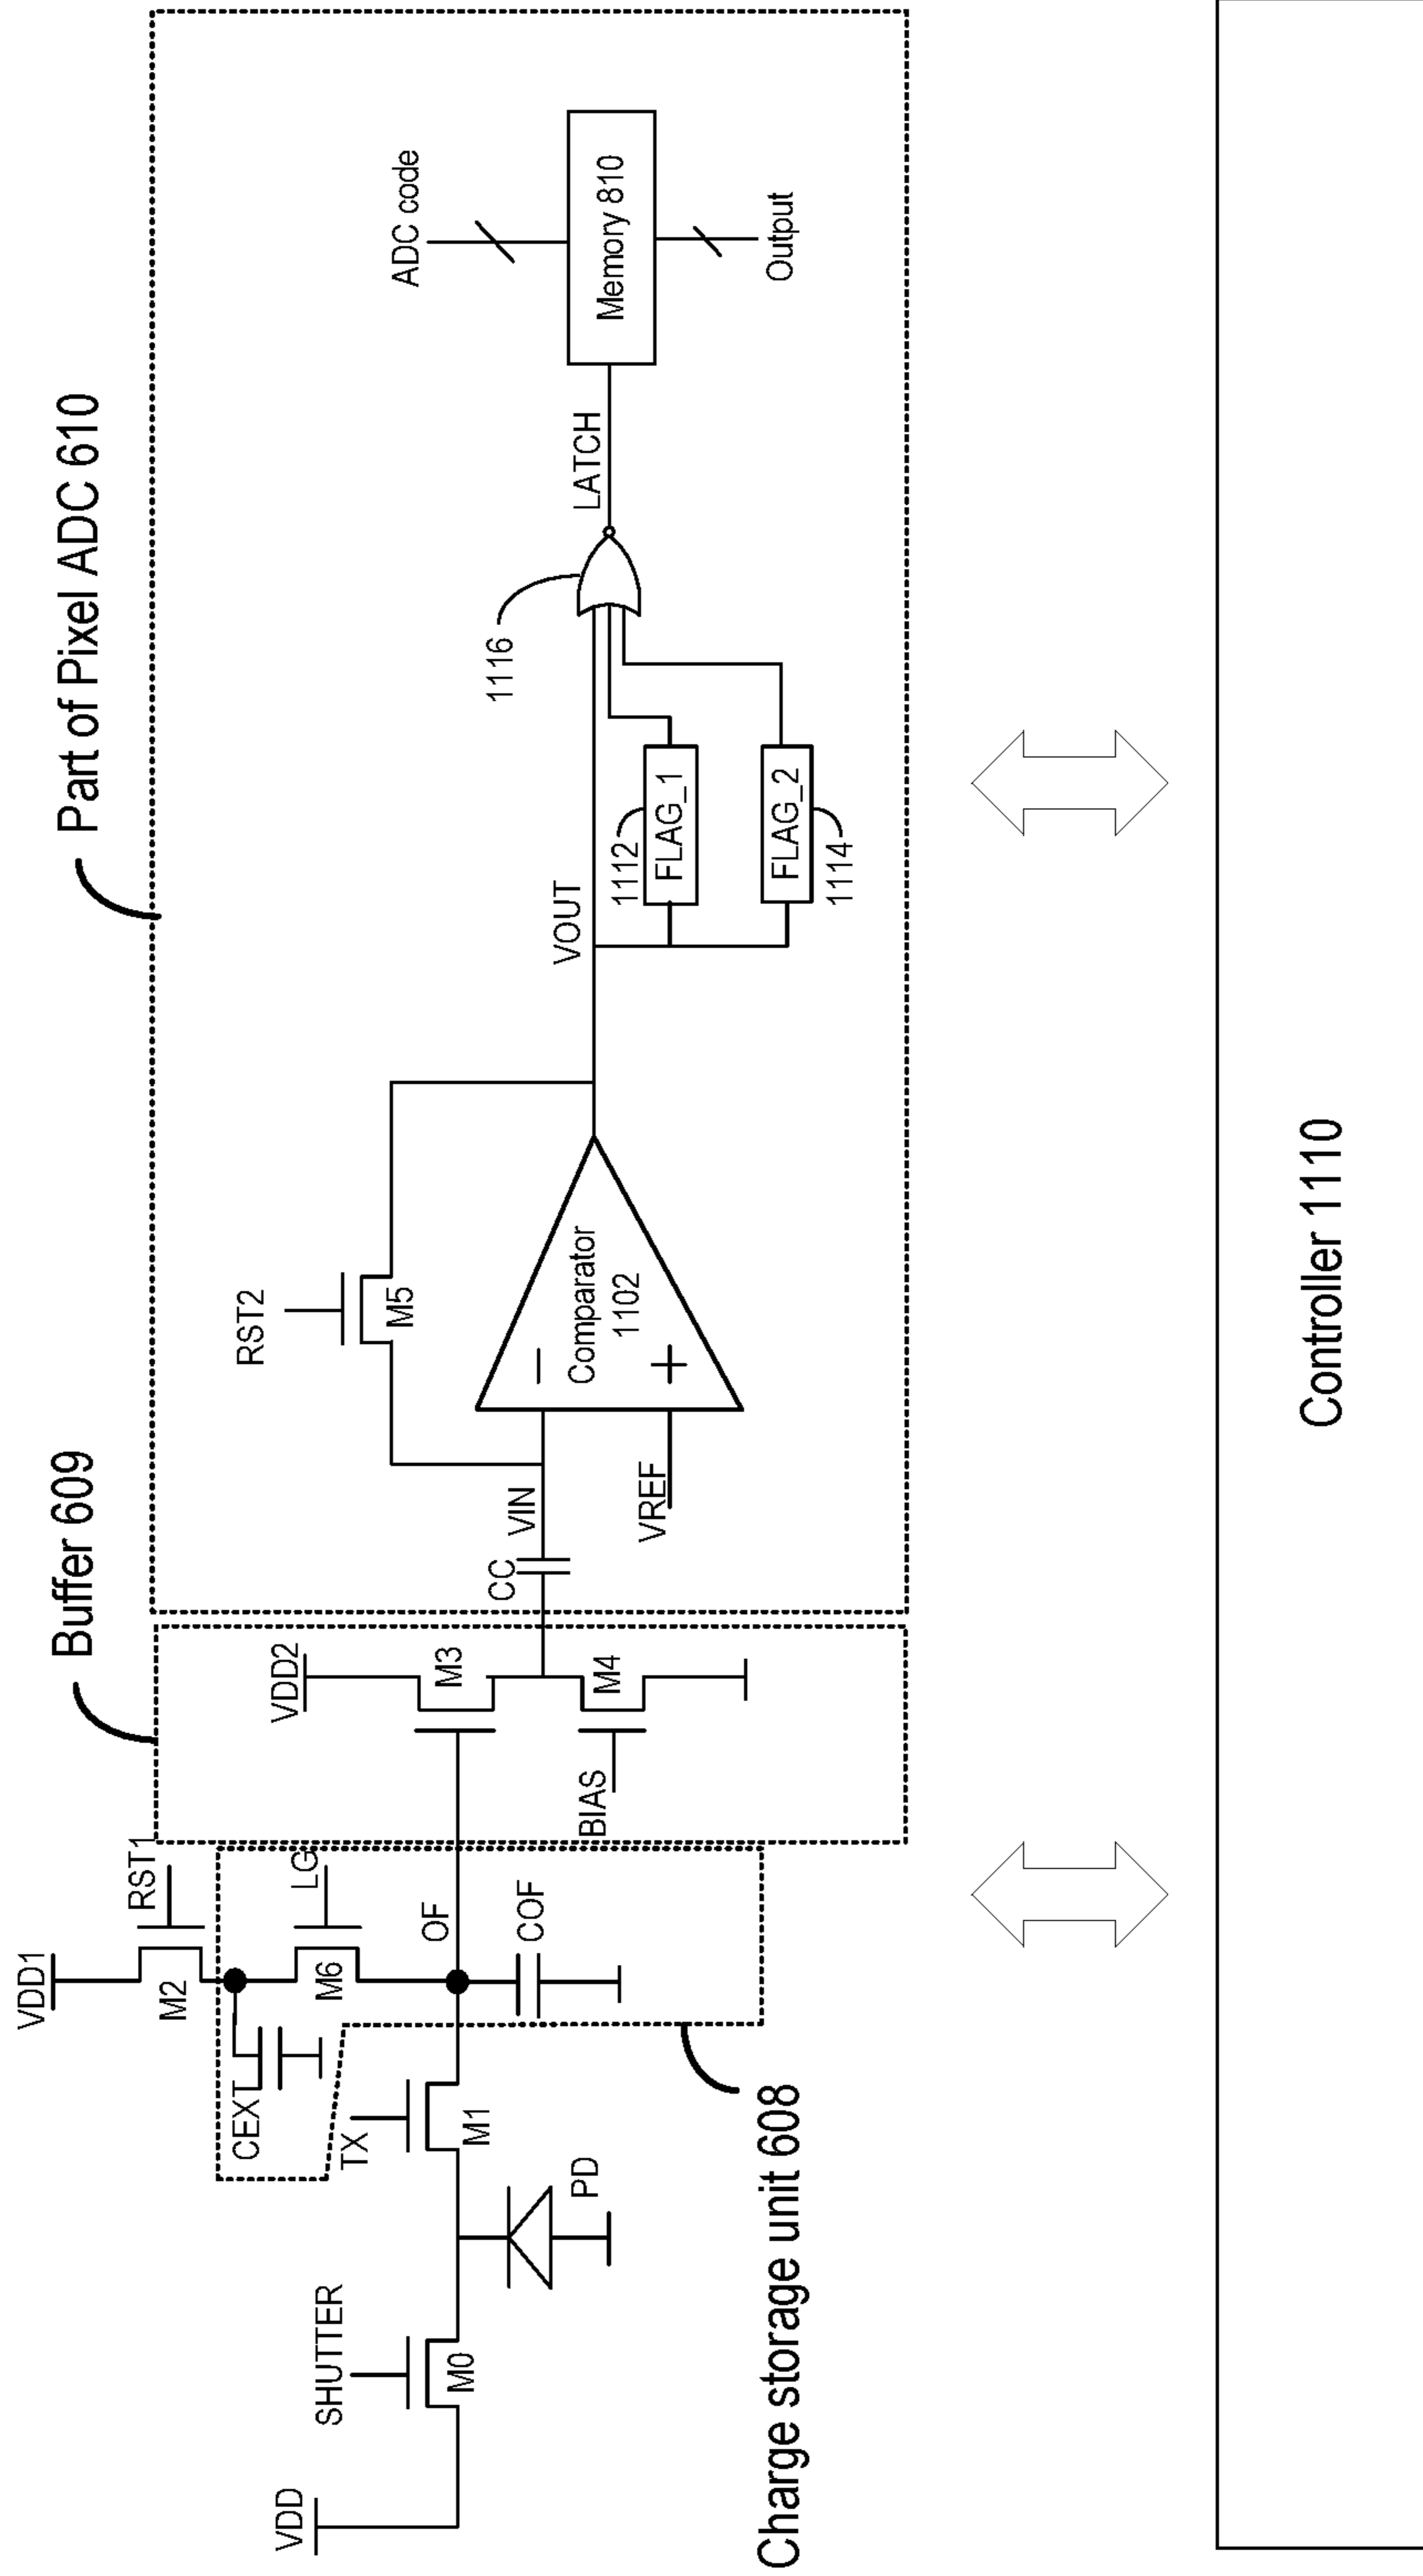 Part of Pixel ADC 610
Buffer 609
VDD1
RST1
M2
CEXT
LG
M6
OF
COF
VDD
SHUTTER
M0
PD
TX
M1
Charge storage unit 608
VDD2
M3
BIAS
M4
CC
VIN
VREF
RST2
M5
Comparator
1102
VOUT
1112
FLAG_1
FLAG_2
1114
1116
LATCH
ADC code
Memory 810
Output
Controller 1110